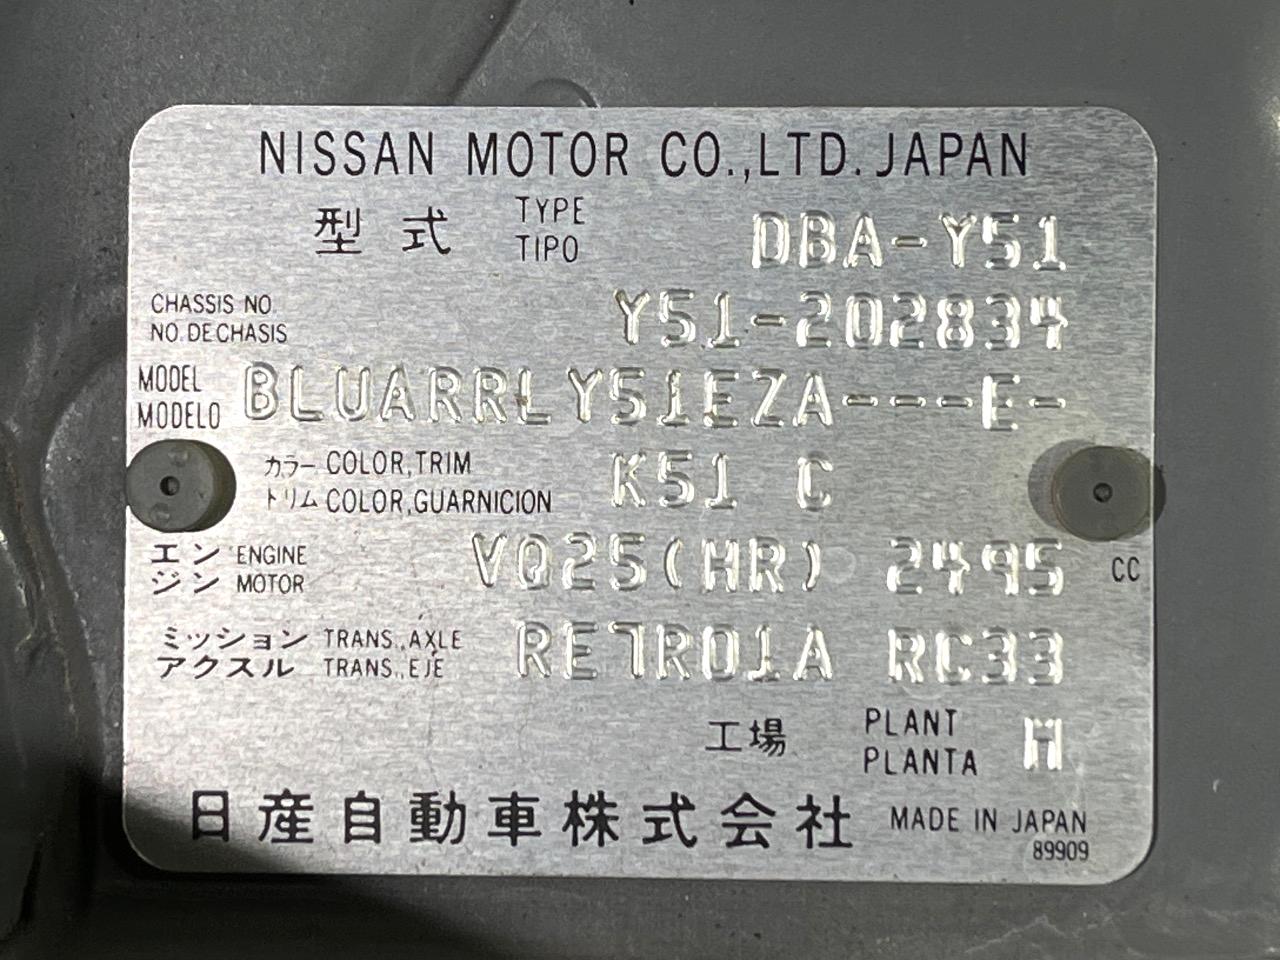 NISSAN MOTOR CO.,LTD. JAPAN
型式 TYPE TIPO DBA-Y51
CHASSIS NO. NO. DE CHASIS Y51-202834
MODEL MODELO BLUARRLY51EZA---E-
カラー COLOR,TRIM
トリム COLOR,GUARNICION K51 C
エンジン ENGINE MOTOR VQ25(HR) 2495 CC
ミッション TRANS.,AXLE
アクスル TRANS.,EJE RE7R01A RC33
工場 PLANT PLANTA M
日産自動車株式会社 MADE IN JAPAN
89909